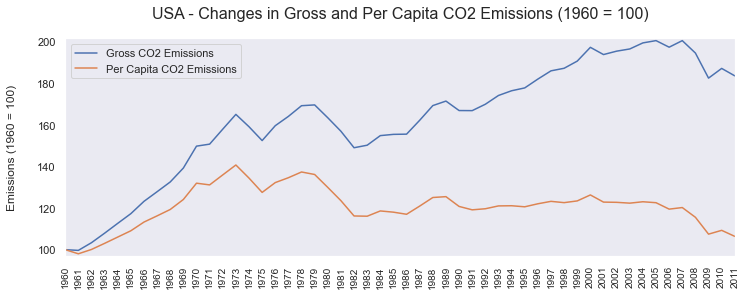 USA - Changes in Gross and Per Capita CO2 Emissions (1960 = 100)
Gross CO2 Emissions
Per Capita CO2 Emissions
Emissions (1960 = 100)
200
180
160
140
120
100
1960 1961 1962 1963 1964 1965 1966 1967 1968 1969 1970 1971 1972 1973 1974 1975 1976 1977 1978 1979 1980 1981 1982 1983 1984 1985 1986 1987 1988 1989 1990 1991 1992 1993 1994 1995 1996 1997 1998 1999 2000 2001 2002 2003 2004 2005 2006 2007 2008 2009 2010 2011